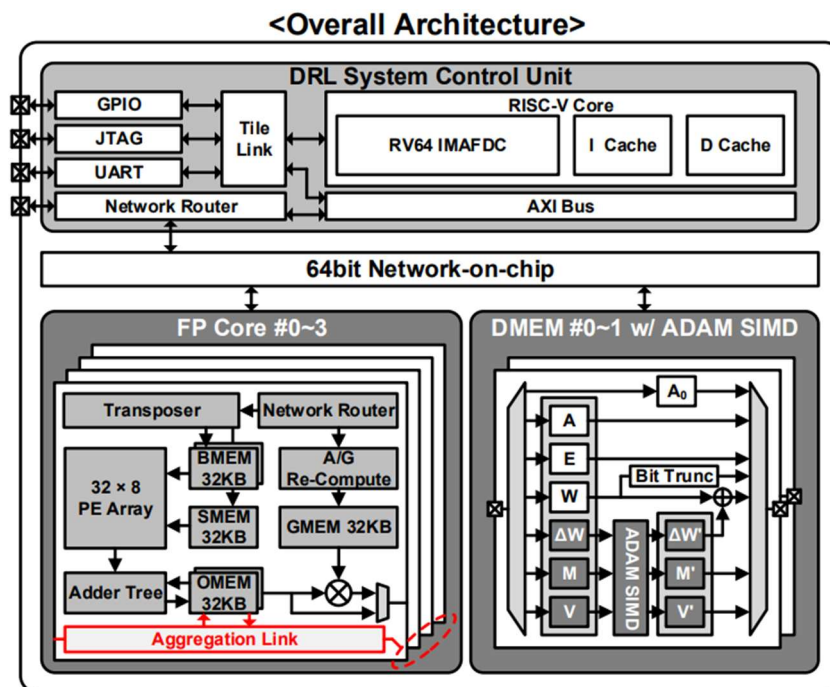 <Overall Architecture>
DRL System Control Unit
GPIO
JTAG
UART
Network Router
Tile
Link
RISC-V Core
RV64 IMAFDC
I Cache
D Cache
AXI Bus
64bit Network-on-chip
FP Core #0~3
Transposer
Network Router
BMEM
32KB
A/G
Re-Compute
32 × 8
PE Array
SMEM
32KB
GMEM 32KB
Adder Tree
OMEM
32KB
Aggregation Link
DMEM #0~1 w/ ADAM SIMD
A₀
A
E
W
Bit Trunc
ΔW
M
V
ADAM SIMD
ΔW'
M'
V'